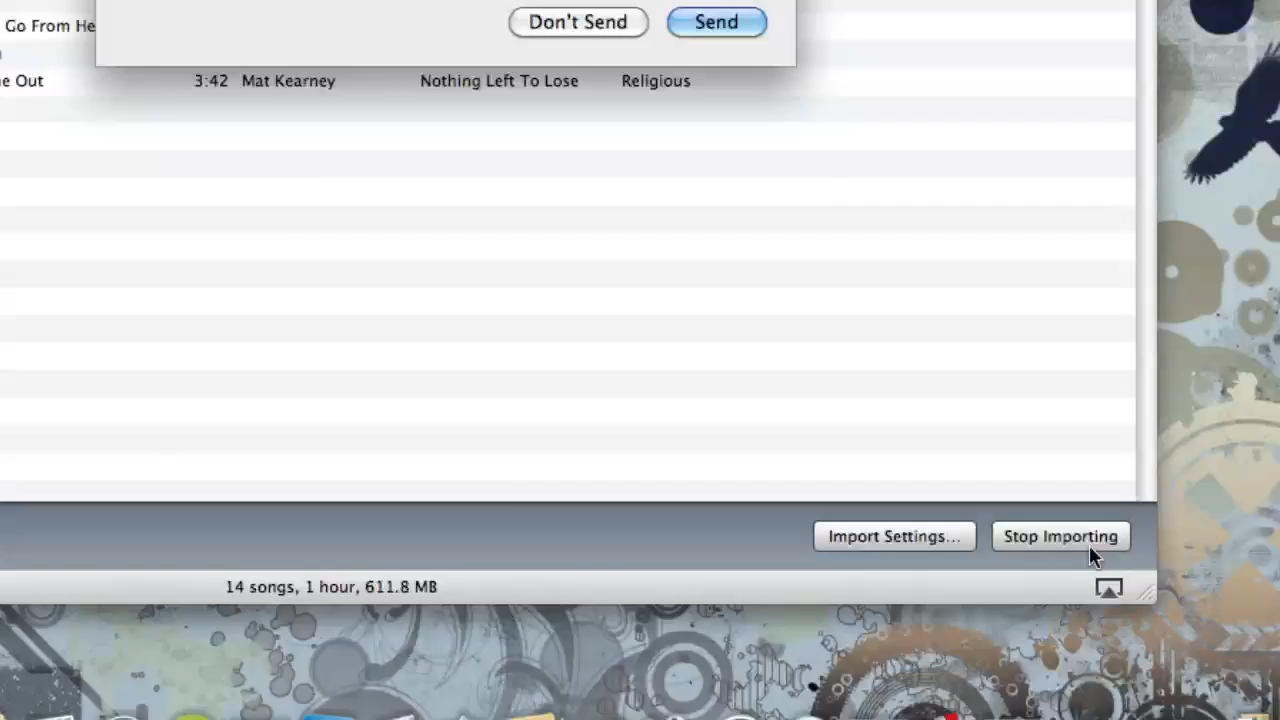 Don't Send Send
Go From He
e Out 3:42 Mat Kearney Nothing Left To Lose Religious
Import Settings... Stop Importing
14 songs, 1 hour, 611.8 MB